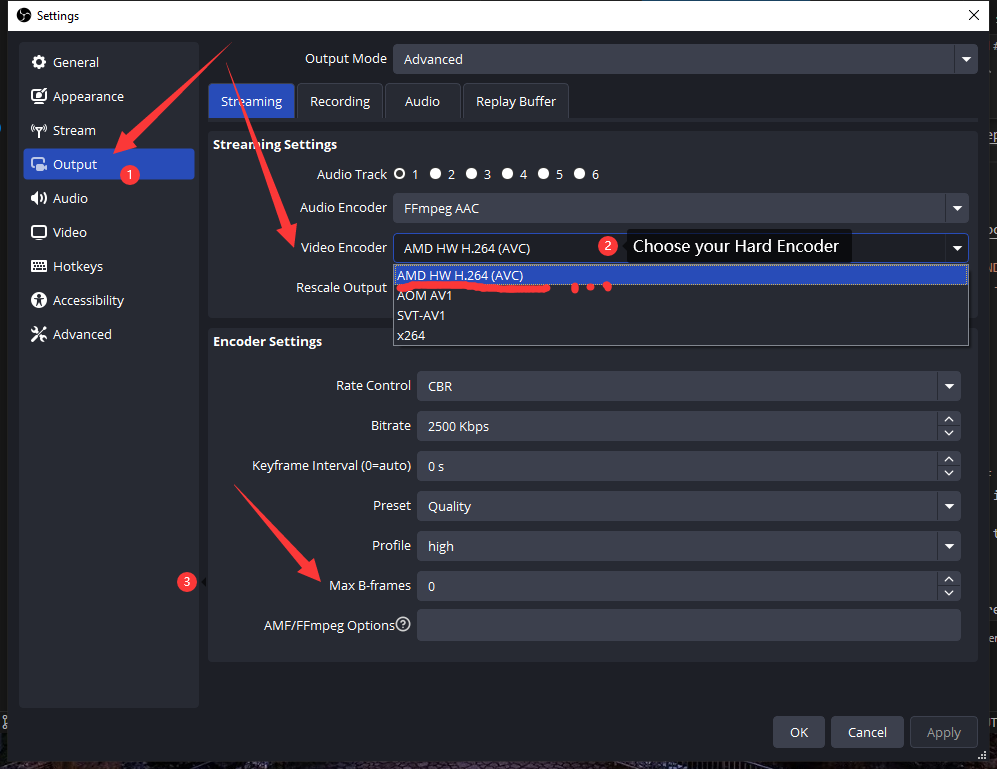 Settings
General
Appearance
Stream
Output
1
Audio
Video
Hotkeys
Accessibility
Advanced
3
Output Mode Advanced
Streaming Recording Audio Replay Buffer
Streaming Settings
Audio Track 1 2 3 4 5 6
Audio Encoder FFmpeg AAC
Video Encoder AMD HW H.264 (AVC) 2 Choose your Hard Encoder
Rescale Output
AMD HW H.264 (AVC)
AOM AV1
SVT-AV1
x264
Encoder Settings
Rate Control CBR
Bitrate 2500 Kbps
Keyframe Interval (0=auto) 0 s
Preset Quality
Profile high
Max B-frames 0
AMF/FFmpeg Options ?
OK Cancel Apply